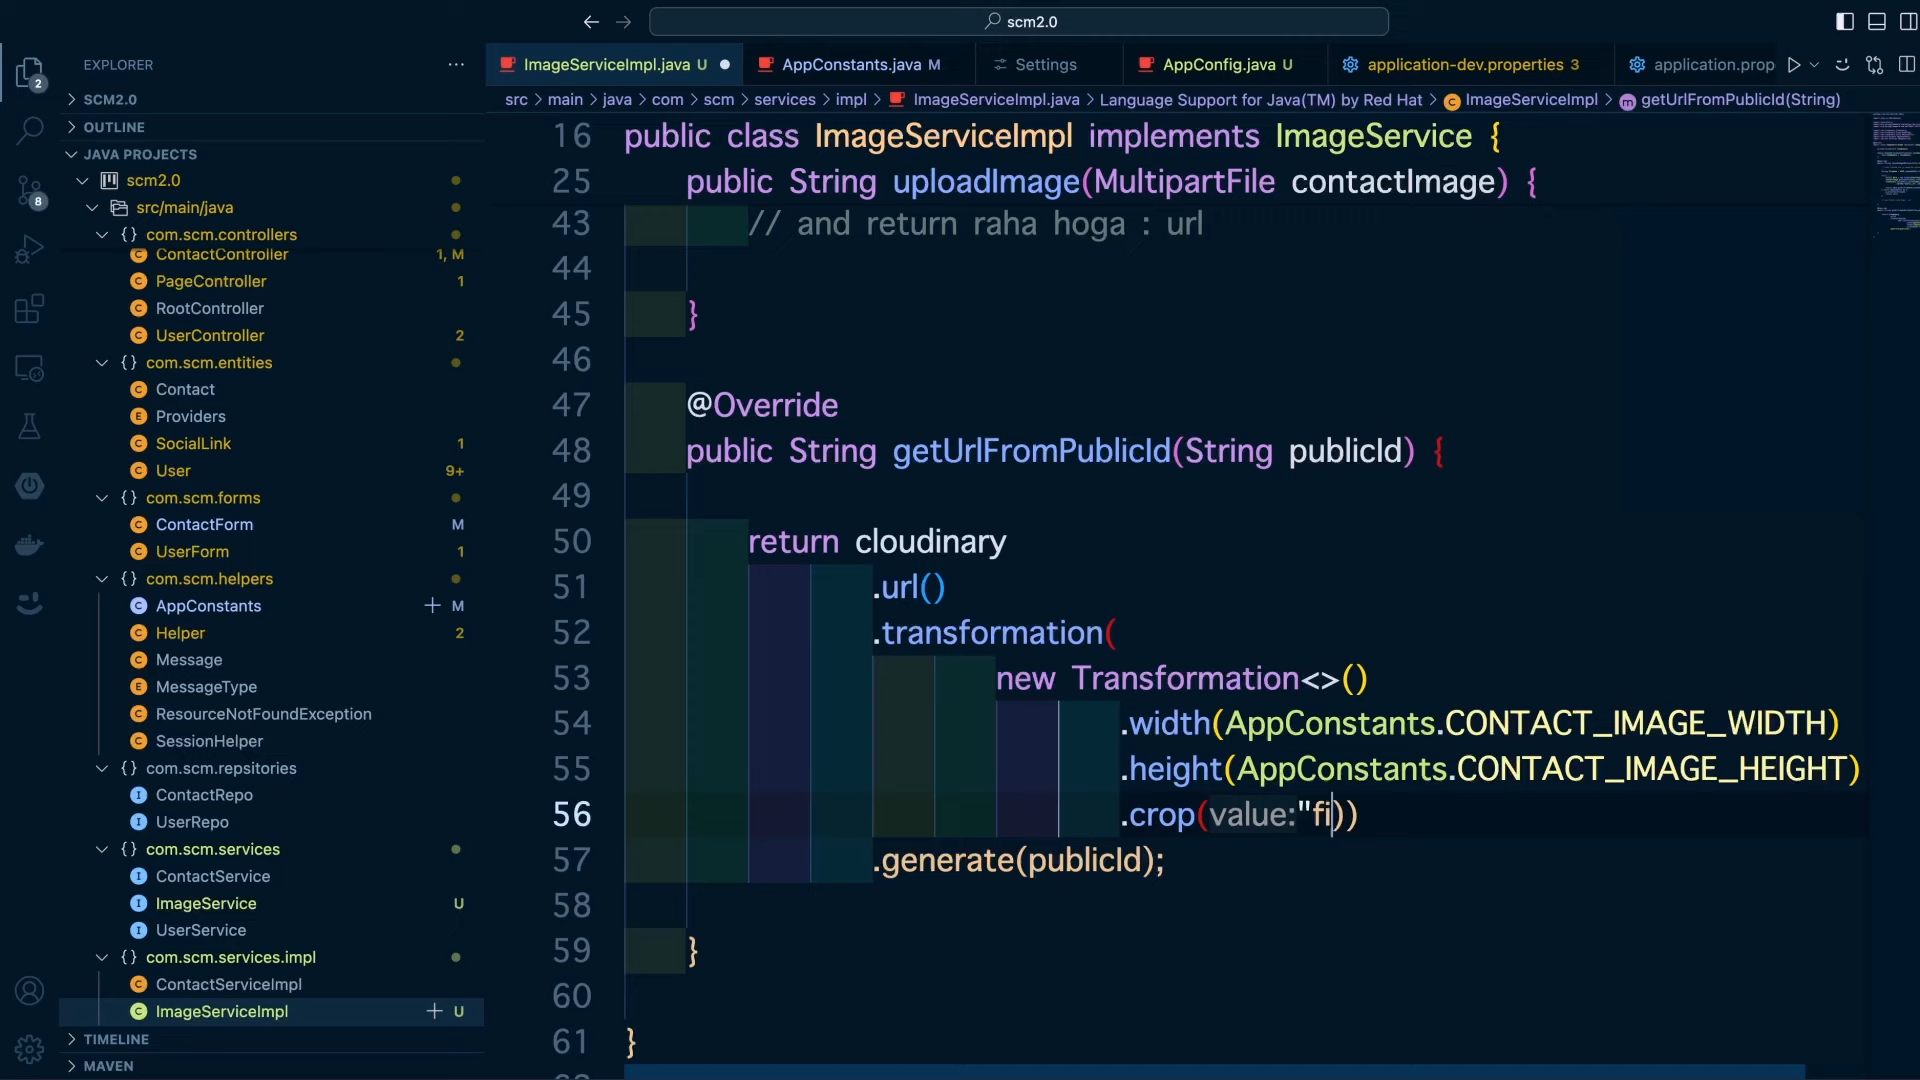 scm2.0
EXPLORER
ImageServiceImpl.java U
AppConstants.java M
Settings
AppConfig.java U
application-dev.properties 3
application.prop
src > main > java > com > scm > services > impl > ImageServiceImpl.java > Language Support for Java(TM) by Red Hat > ImageServiceImpl > getUrlFromPublicId(String)
2
8
SCM2.0
OUTLINE
JAVA PROJECTS
scm2.0
src/main/java
{} com.scm.controllers
ContactController 1, M
PageController 1
RootController
UserController 2
{} com.scm.entities
Contact
Providers
SocialLink 1
User 9+
{} com.scm.forms
ContactForm M
UserForm 1
{} com.scm.helpers
AppConstants M
Helper 2
Message
MessageType
ResourceNotFoundException
SessionHelper
{} com.scm.repsitories
ContactRepo
UserRepo
{} com.scm.services
ContactService
ImageService U
UserService
{} com.scm.services.impl
ContactServiceImpl
ImageServiceImpl U
TIMELINE
MAVEN
16 public class ImageServiceImpl implements ImageService {
25 public String uploadImage(MultipartFile contactImage) {
43 // and return raha hoga : url
44
45 }
46
47 @Override
48 public String getUrlFromPublicId(String publicId) {
49
50 return cloudinary
51 .url()
52 .transformation(
53 new Transformation<>()
54 .width(AppConstants.CONTACT_IMAGE_WIDTH)
55 .height(AppConstants.CONTACT_IMAGE_HEIGHT)
56 .crop(value:"fi))
57 .generate(publicId);
58
59 }
60
61 }